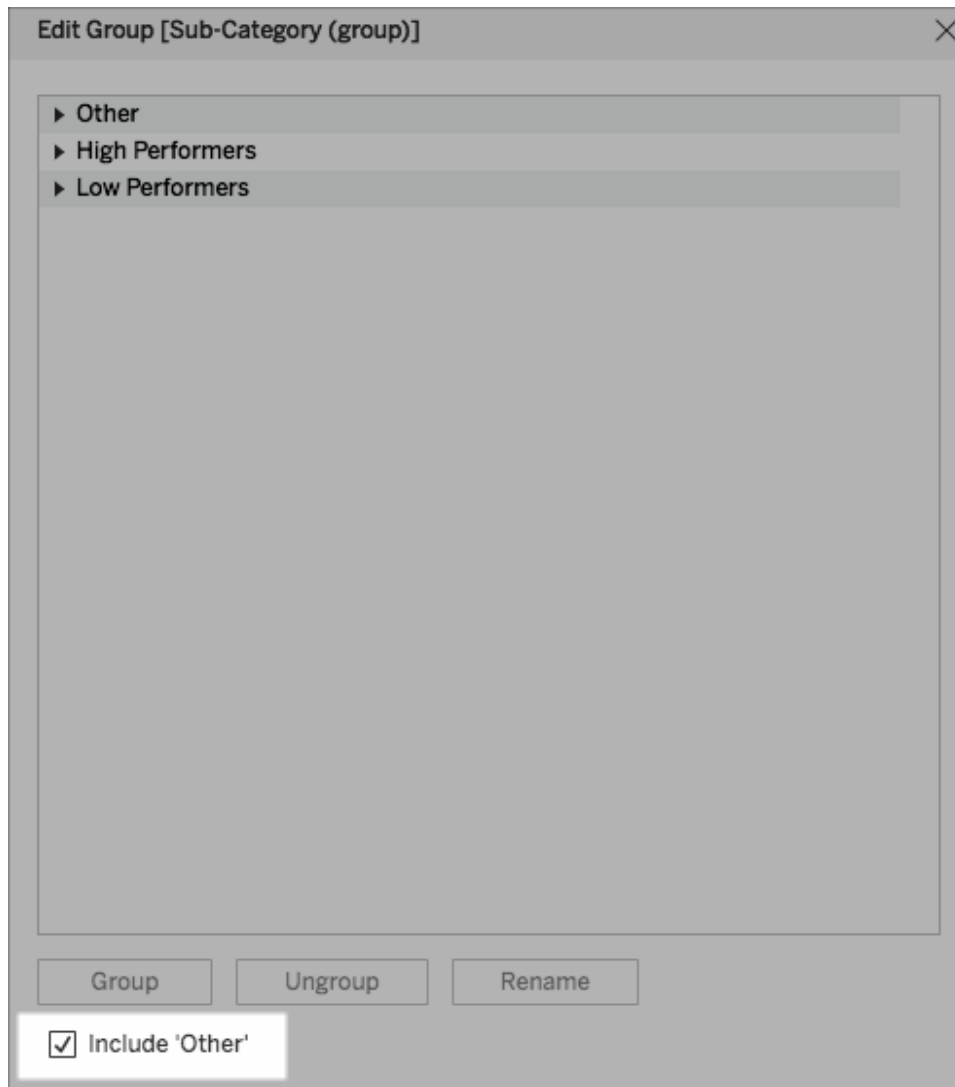 Edit Group [Sub-Category (group)]
Other
High Performers
Low Performers
Group Ungroup Rename
Include 'Other'